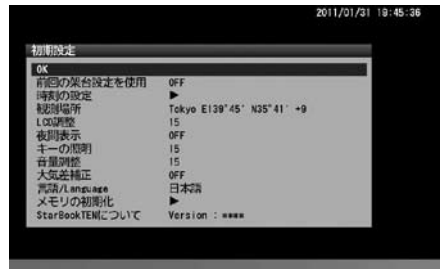 2011/01/31 19:45:36
初期設定
OK
前回の架台設定を使用 OFF
時刻の設定 ▶
観測場所 Tokyo E139°45′ N35°41′ +9
LCD調整 15
夜間表示 OFF
キーの照明 15
音量調整 15
大気差補正 OFF
言語/Language 日本語
メモリの初期化 ▶
StarBookTENについて Version : ****